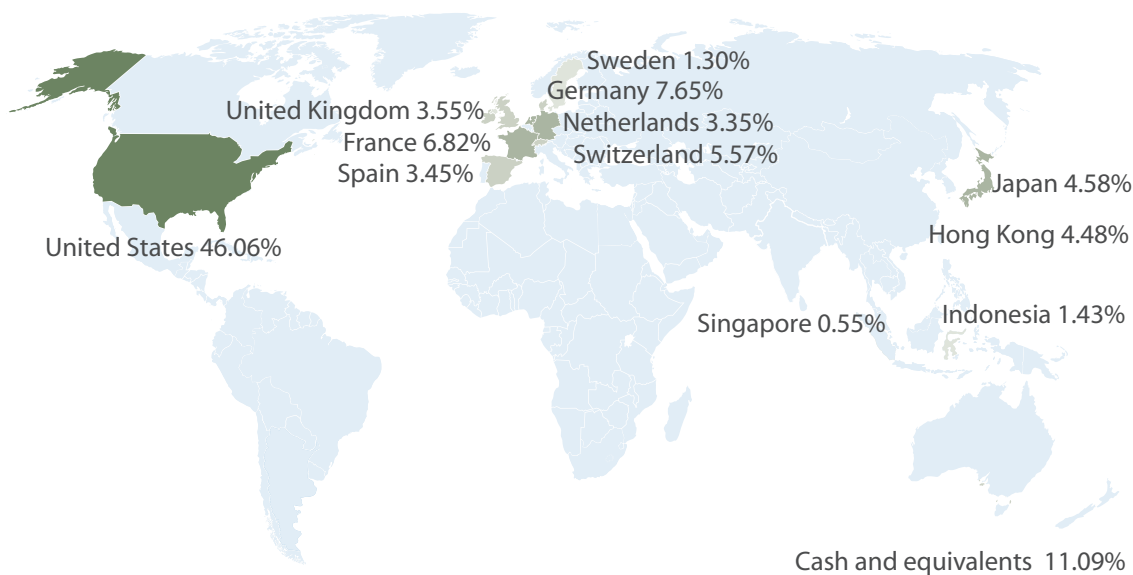 Sweden 1.30%
Germany 7.65%
United Kingdom 3.55%
Netherlands 3.35%
France 6.82%
Switzerland 5.57%
Spain 3.45%
Japan 4.58%
Hong Kong 4.48%
United States 46.06%
Indonesia 1.43%
Singapore 0.55%
Cash and equivalents 11.09%